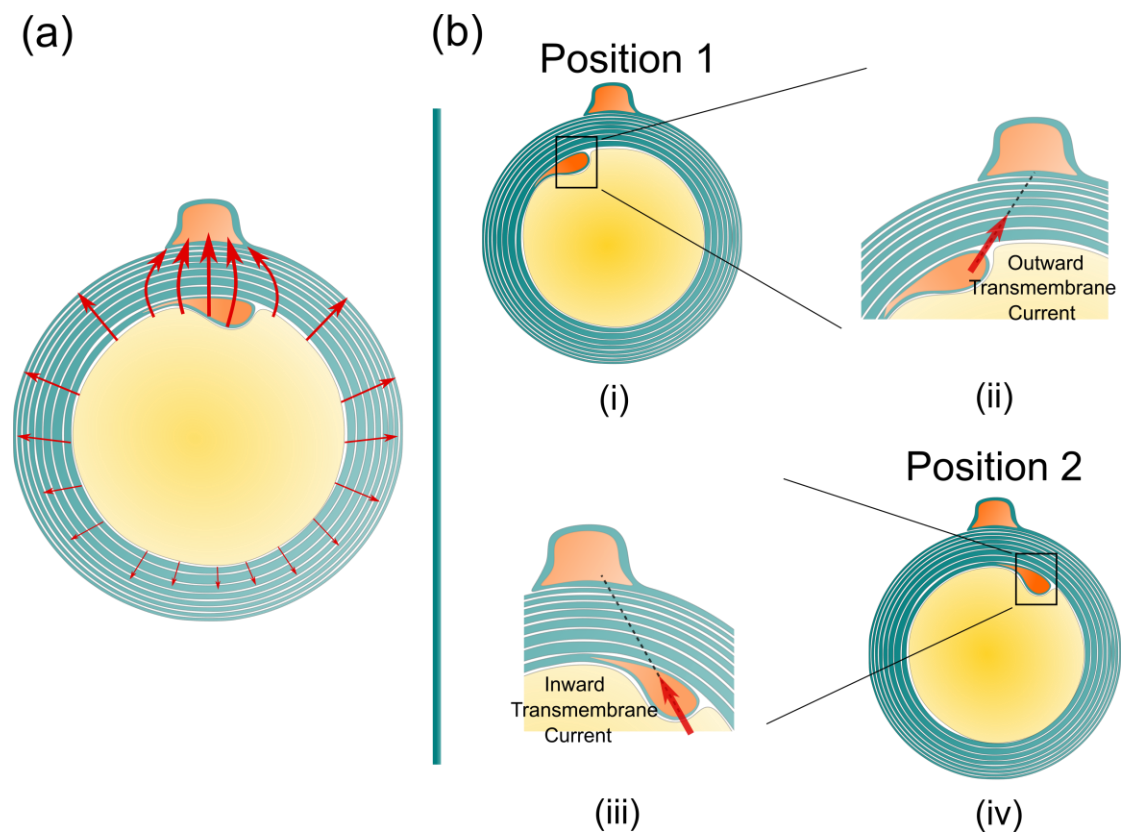 (a)
(b)
Position 1
Outward
Transmembrane
Current
(i)
(ii)
Position 2
Inward
Transmembrane
Current
(iii)
(iv)